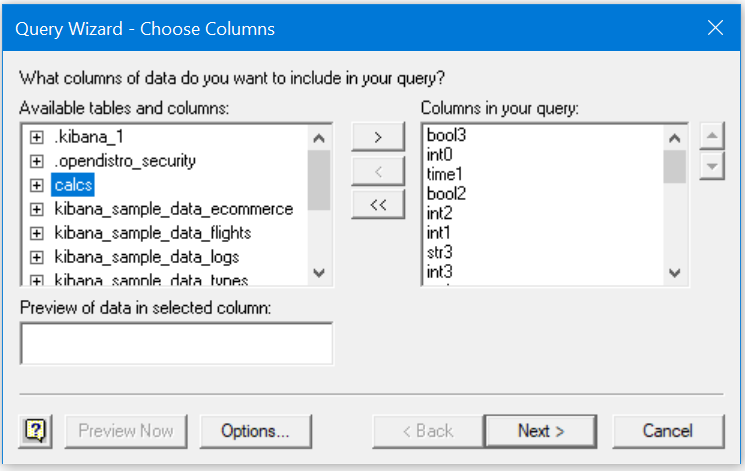 Query Wizard - Choose Columns
What columns of data do you want to include in your query?
Available tables and columns:
.kibana_1
.opendistro_security
calcs
kibana_sample_data_ecommerce
kibana_sample_data_flights
kibana_sample_data_logs
kibana_sample_data_types
>
<
<<
Columns in your query:
bool3
int0
time1
bool2
int2
int1
str3
int3
Preview of data in selected column:
Preview Now
Options...
< Back
Next >
Cancel